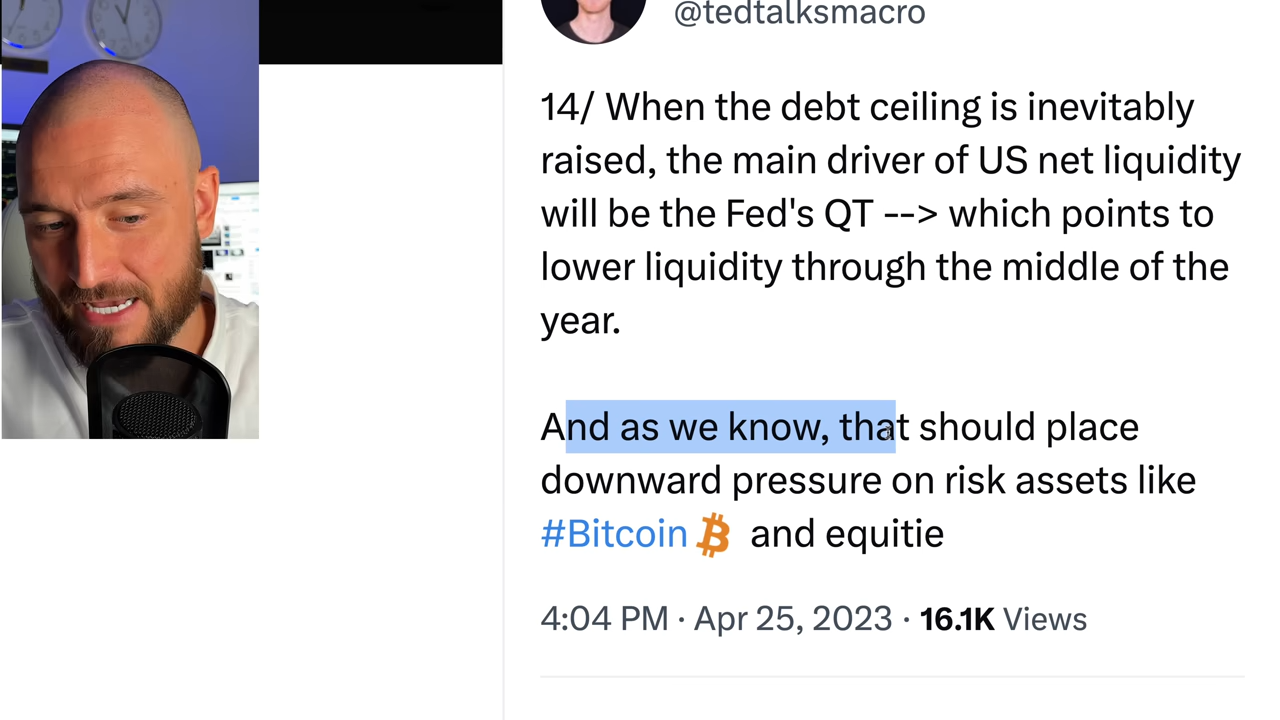 @tedtalksmacro
14/ When the debt ceiling is inevitably
raised, the main driver of US net liquidity
will be the Fed's QT --> which points to
lower liquidity through the middle of the
year.
And as we know, that should place
downward pressure on risk assets like
#Bitcoin and equitie
4:04 PM · Apr 25, 2023 · 16.1K Views